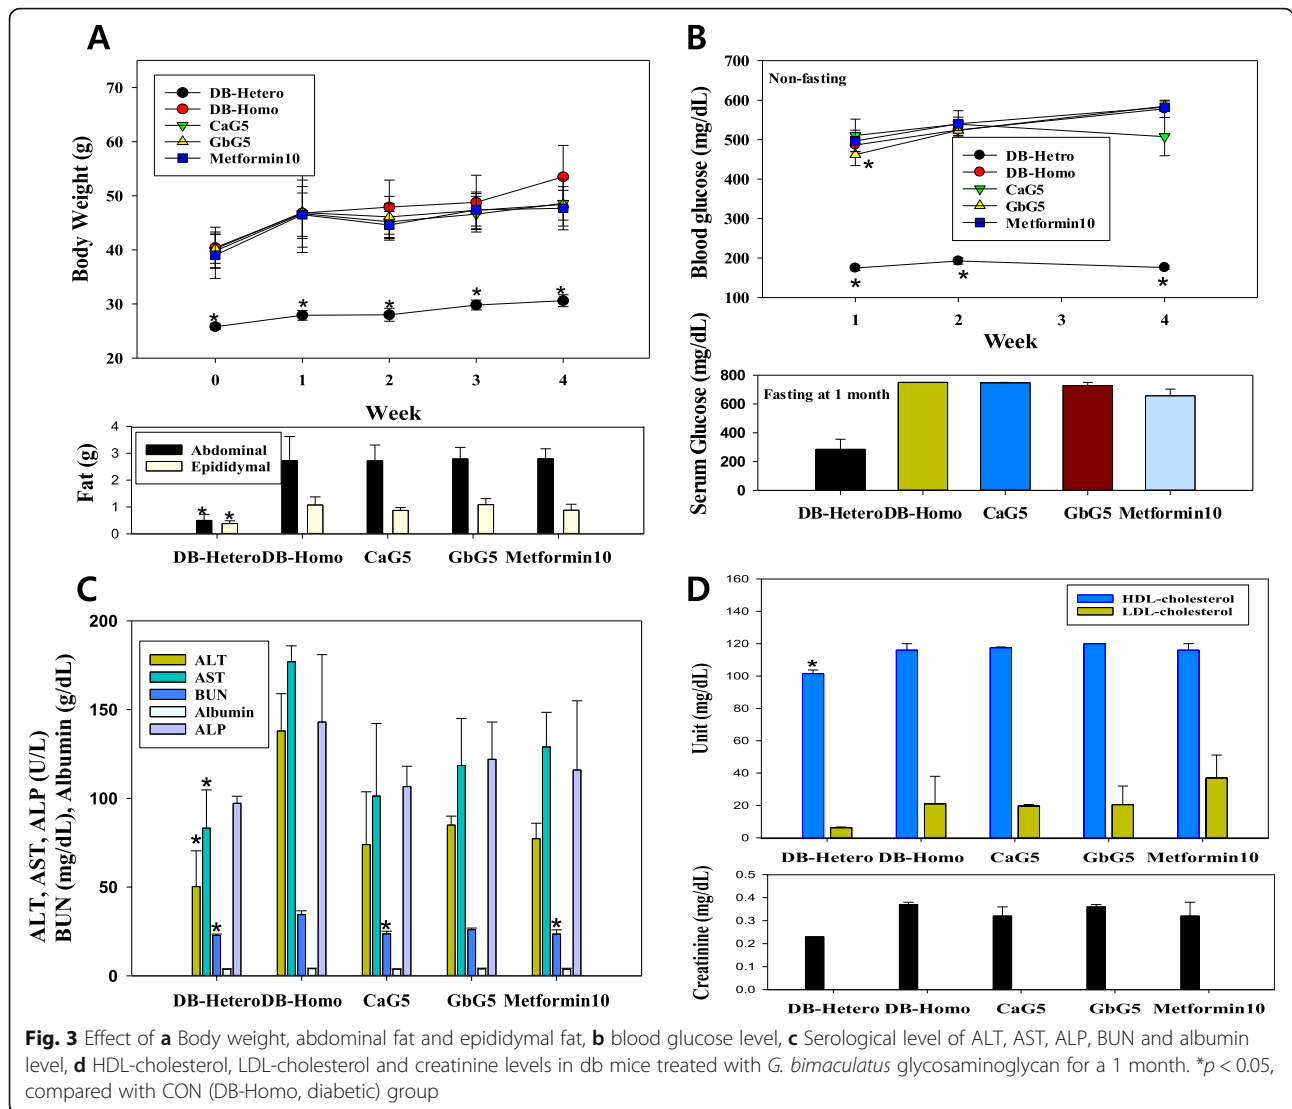 A
70
60
50
40
30
20
Body Weight (g)
DB-Hetero
DB-Homo
CaG5
GbG5
Metformin10
*
*
*
*
*
0
1
2
3
4
Week
4
3
2
1
0
Fat (g)
Abdominal
Epididymal
*
*
DB-Hetero
DB-Homo
CaG5
GbG5
Metformin10
B
700
600
500
400
300
200
100
Blood glucose (mg/dL)
Non-fasting
DB-Hetro
DB-Homo
CaG5
GbG5
Metformin10
*
*
*
*
1
2
3
4
Week
800
600
400
200
0
Serum Glucose (mg/dL)
Fasting at 1 month
DB-Hetero
DB-Homo
CaG5
GbG5
Metformin10
C
200
150
100
50
0
ALT, AST, ALP (U/L)
BUN (mg/dL), Albumin (g/dL)
ALT
AST
BUN
Albumin
ALP
*
*
*
*
*
DB-Hetero
DB-Homo
CaG5
GbG5
Metformin10
D
160
140
120
100
80
60
40
20
0
Unit (mg/dL)
HDL-cholesterol
LDL-cholesterol
*
DB-Hetero
DB-Homo
CaG5
GbG5
Metformin10
0.5
0.4
0.3
0.2
0.1
0.0
Creatinine (mg/dL)
DB-Hetero
DB-Homo
CaG5
GbG5
Metformin10
Fig. 3 Effect of a Body weight, abdominal fat and epididymal fat, b blood glucose level, c Serological level of ALT, AST, ALP, BUN and albumin
level, d HDL-cholesterol, LDL-cholesterol and creatinine levels in db mice treated with G. bimaculatus glycosaminoglycan for a 1 month. *p < 0.05,
compared with CON (DB-Homo, diabetic) group